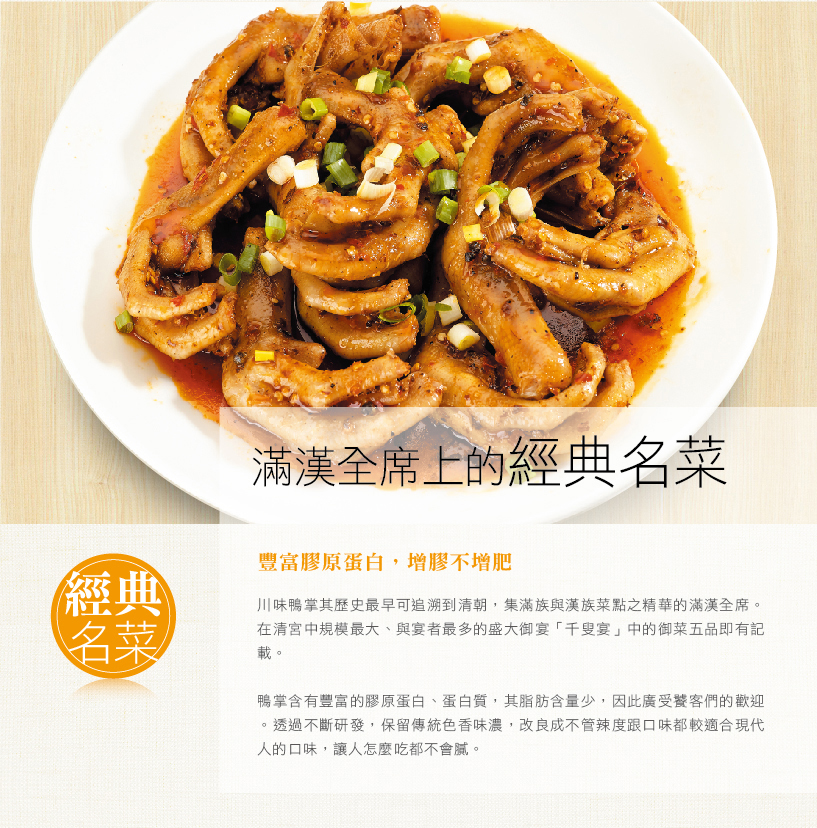 滿漢全席上的經典名菜
經典
名菜
豐富膠原蛋白，增膠不增肥
川味鴨掌其歷史最早可追溯到清朝，集滿族與漢族菜點之精華的滿漢全席。
在清宮中規模最大、與宴者最多的盛大御宴「千叟宴」中的御菜五品即有記
載。
鴨掌含有豐富的膠原蛋白、蛋白質，其脂肪含量少，因此廣受饕客們的歡迎
。透過不斷研發，保留傳統色香味濃，改良成不管辣度跟口味都較適合現代
人的口味，讓人怎麼吃都不會膩。